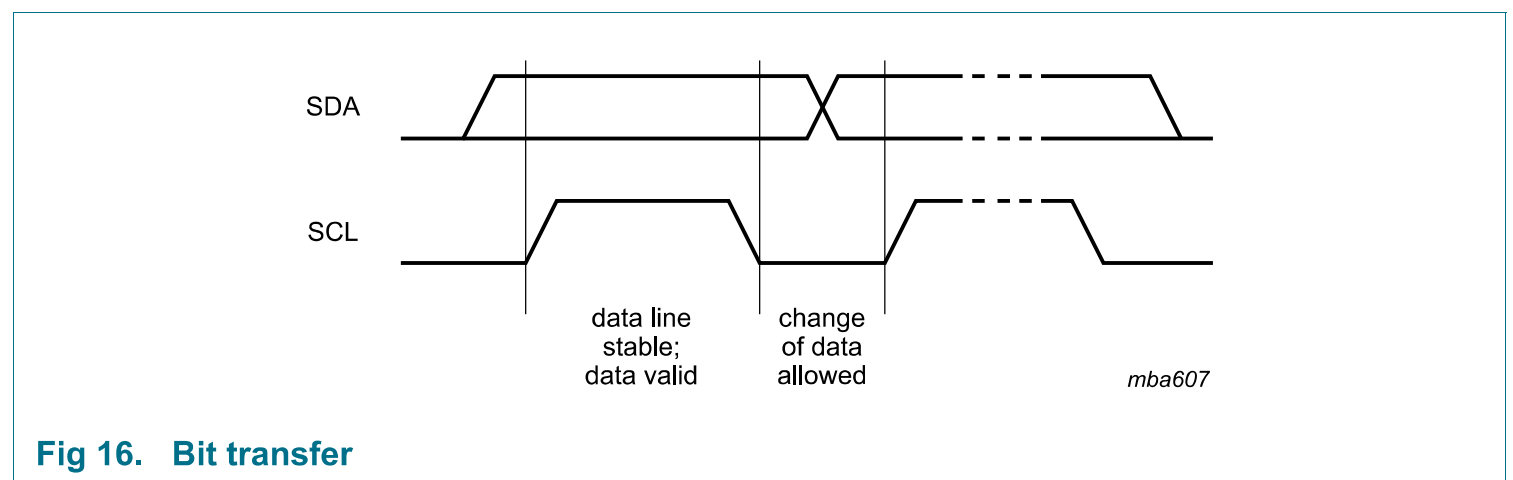 SDA
SCL
data line
stable;
data valid
change
of data
allowed
mba607
Fig 16. Bit transfer